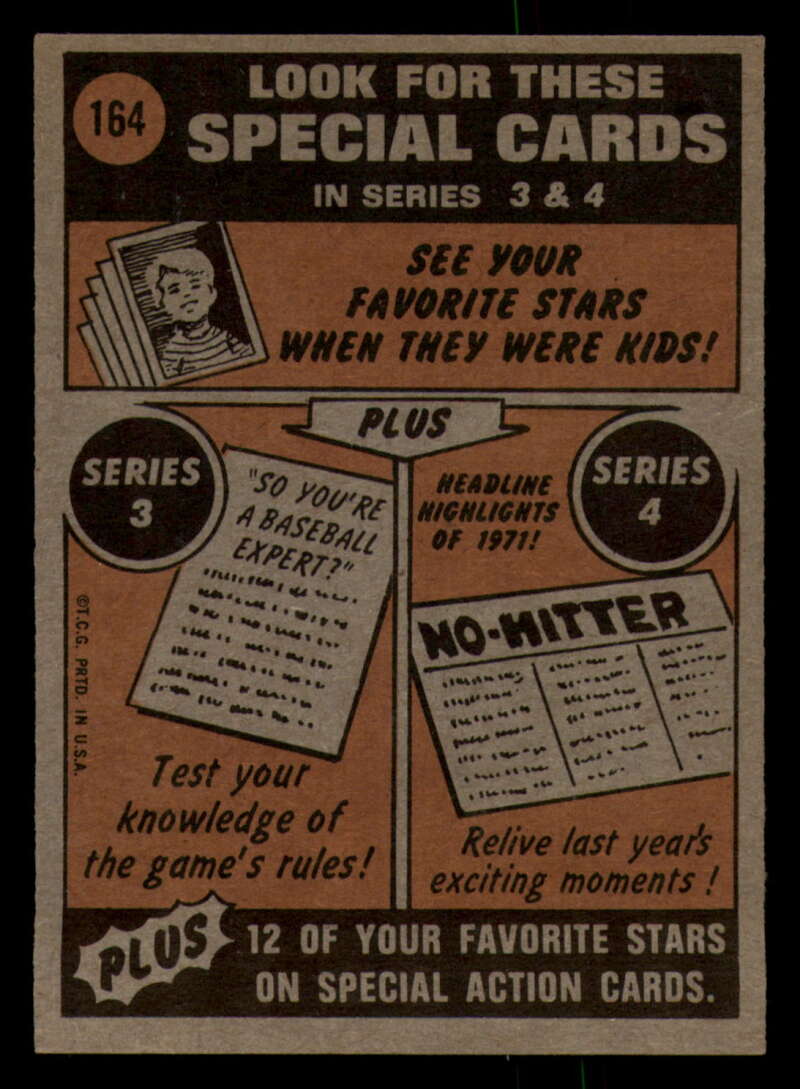 164
LOOK FOR THESE
SPECIAL CARDS
IN SERIES 3 & 4
SEE YOUR
FAVORITE STARS
WHEN THEY WERE KIDS!
PLUS
SERIES
3
"SO YOU'RE
A BASEBALL
EXPERT?"
Test your
knowledge of
the game's rules!
HEADLINE
HIGHLIGHTS
OF 1971!
SERIES
4
NO-HITTER
Relive last year's
exciting moments!
©T.C.G. PRTD. IN U.S.A.
PLUS
12 OF YOUR FAVORITE STARS
ON SPECIAL ACTION CARDS.